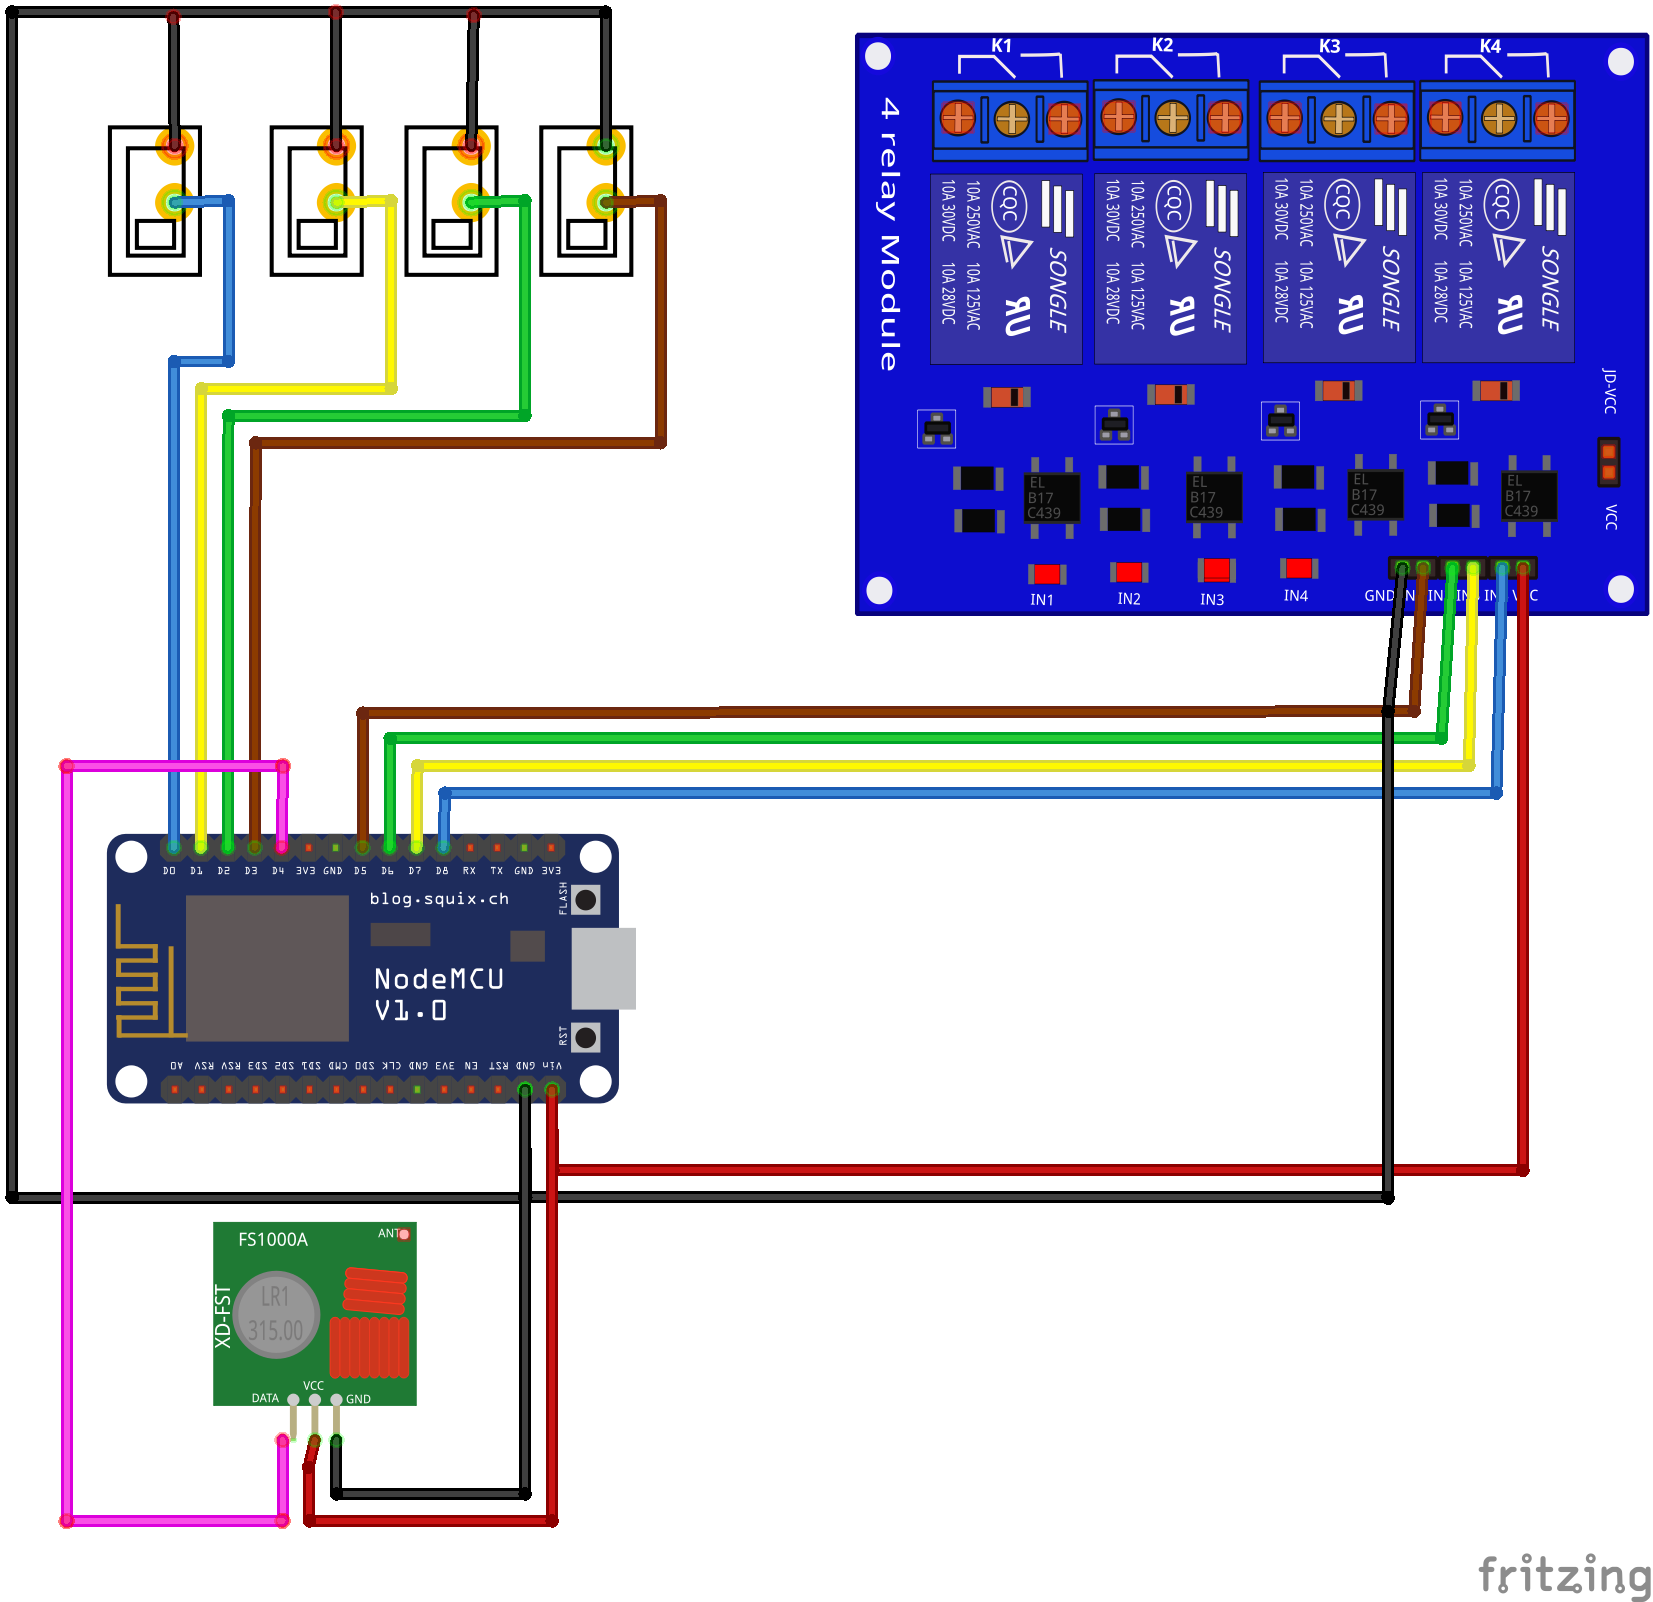 K1 K2 K3 K4
4 relay Module
10A 250VAC 10A 125VAC
10A 30VDC 10A 28VDC
CQC
SONGLE
10A 250VAC 10A 125VAC
10A 30VDC 10A 28VDC
CQC
SONGLE
10A 250VAC 10A 125VAC
10A 30VDC 10A 28VDC
CQC
SONGLE
10A 250VAC 10A 125VAC
10A 30VDC 10A 28VDC
CQC
SONGLE
JD-VCC
VCC
EL
B17
C439
EL
B17
C439
EL
B17
C439
EL
B17
C439
IN1 IN2 IN3 IN4 GND
D0 D1 D2 D3 D4 3V3 GND D5 D6 D7 D8 RX TX GND 3V3
blog.squix.ch
FLASH
NodeMCU
V1.0
RST
A0 RSV RSV SD3 SD2 SD1 CMD SD0 CLK GND 3V3 EN RST GND Vin
FS1000A
ANT
XD-FST
LR1
315.00
VCC
DATA GND
fritzing